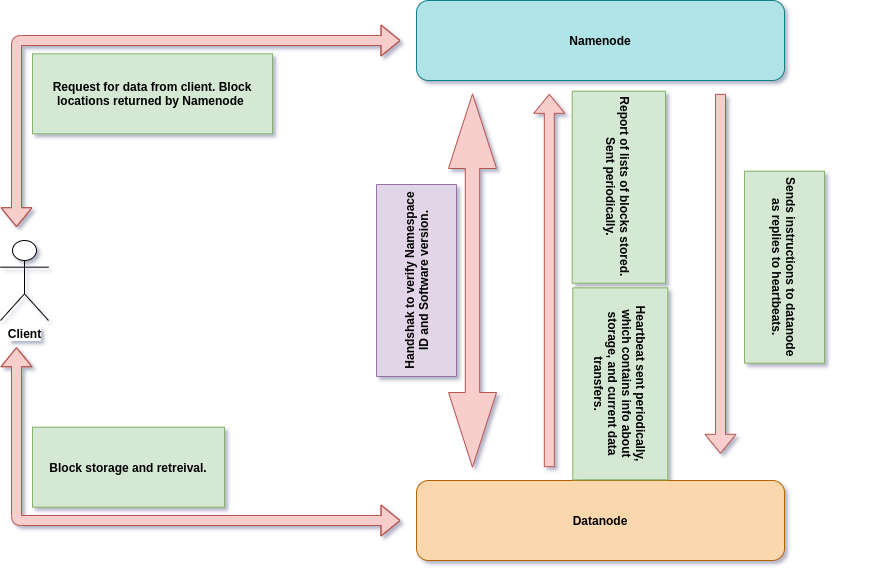 Namenode
Request for data from client. Block
locations returned by Namenode
Report of lists of blocks stored.
Sent periodically.
Sends instructions to datanode
as replies to heartbeats.
Handshak to verify Namespace
ID and Software version.
Heartbeat sent periodically,
which contains info about
storage, and current data
transfers.
Client
Block storage and retreival.
Datanode